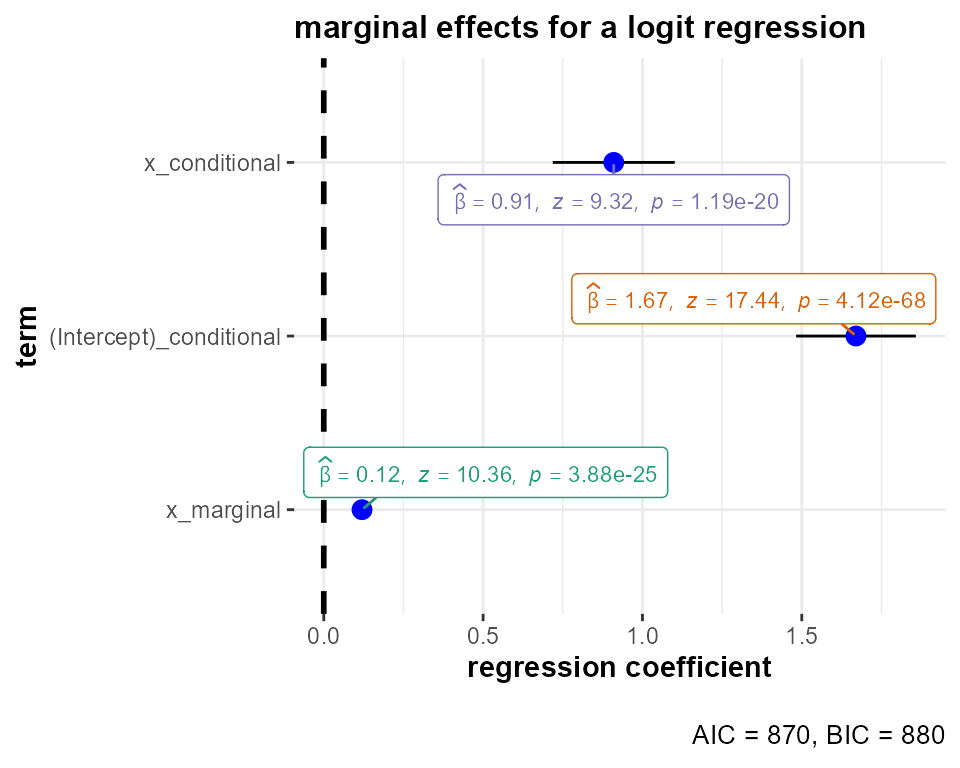 marginal effects for a logit regression
x_conditional
β̂ = 0.91, z = 9.32, p = 1.19e-20
β̂ = 1.67, z = 17.44, p = 4.12e-68
term
(Intercept)_conditional
β̂ = 0.12, z = 10.36, p = 3.88e-25
x_marginal
0.0 0.5 1.0 1.5
regression coefficient
AIC = 870, BIC = 880